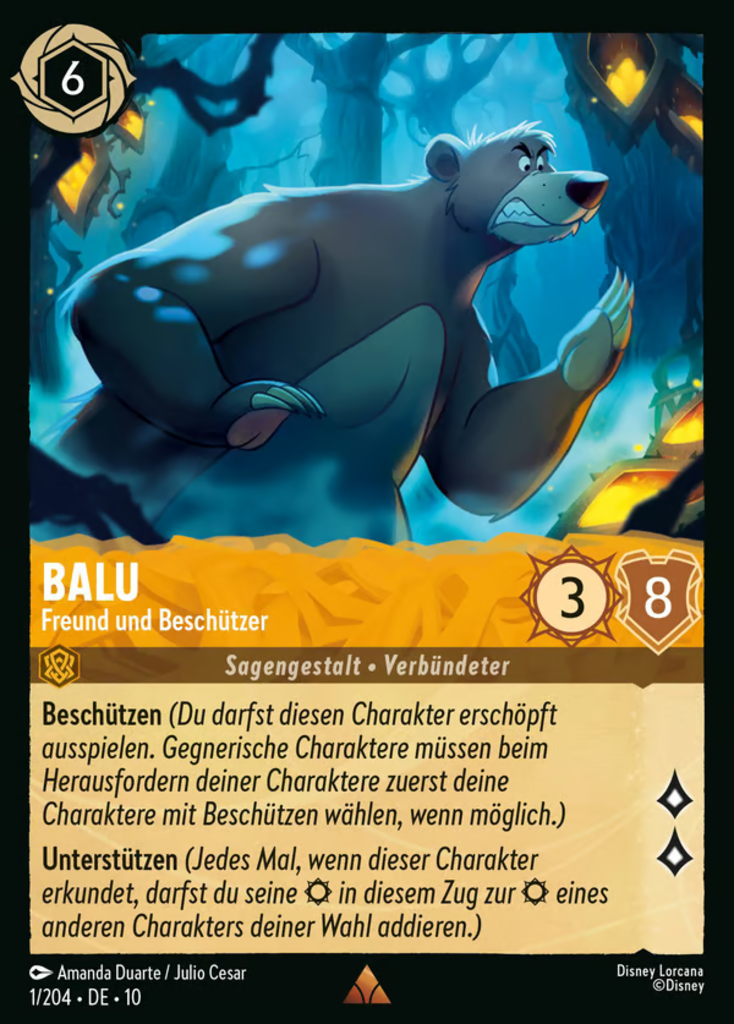 6
BALU
Freund und Beschützer
3
8
Sagengestalt • Verbündeter
Beschützen (Du darfst diesen Charakter erschöpft
ausspielen. Gegnerische Charaktere müssen beim
Herausfordern deiner Charaktere zuerst deine
Charaktere mit Beschützen wählen, wenn möglich.)
Unterstützen (Jedes Mal, wenn dieser Charakter
erkundet, darfst du seine in diesem Zug zur eines
anderen Charakters deiner Wahl addieren.)
Amanda Duarte / Julio Cesar
1/204 • DE • 10
Disney Lorcana
©Disney